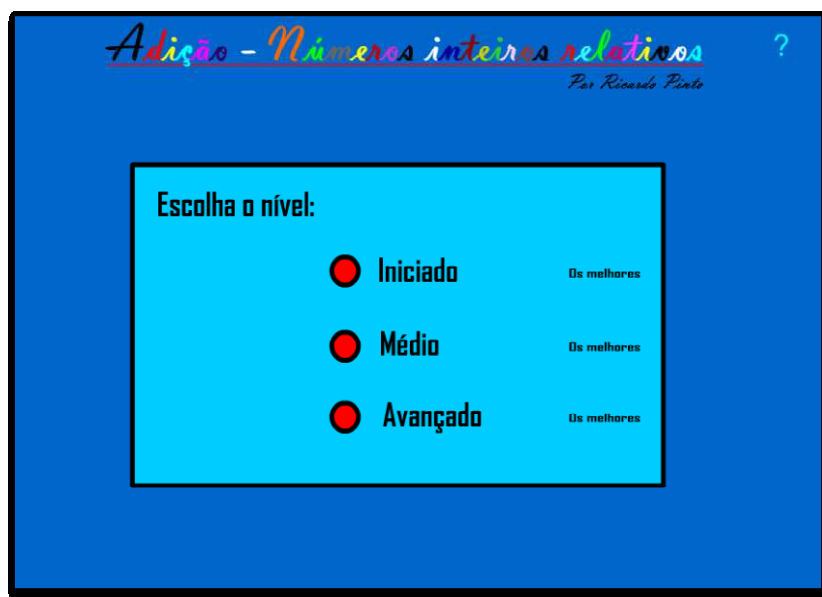 Adição - Números inteiros relativos
?
Por Ricardo Pinto
Escolha o nível:
Iniciado Os melhores
Médio Os melhores
Avançado Os melhores